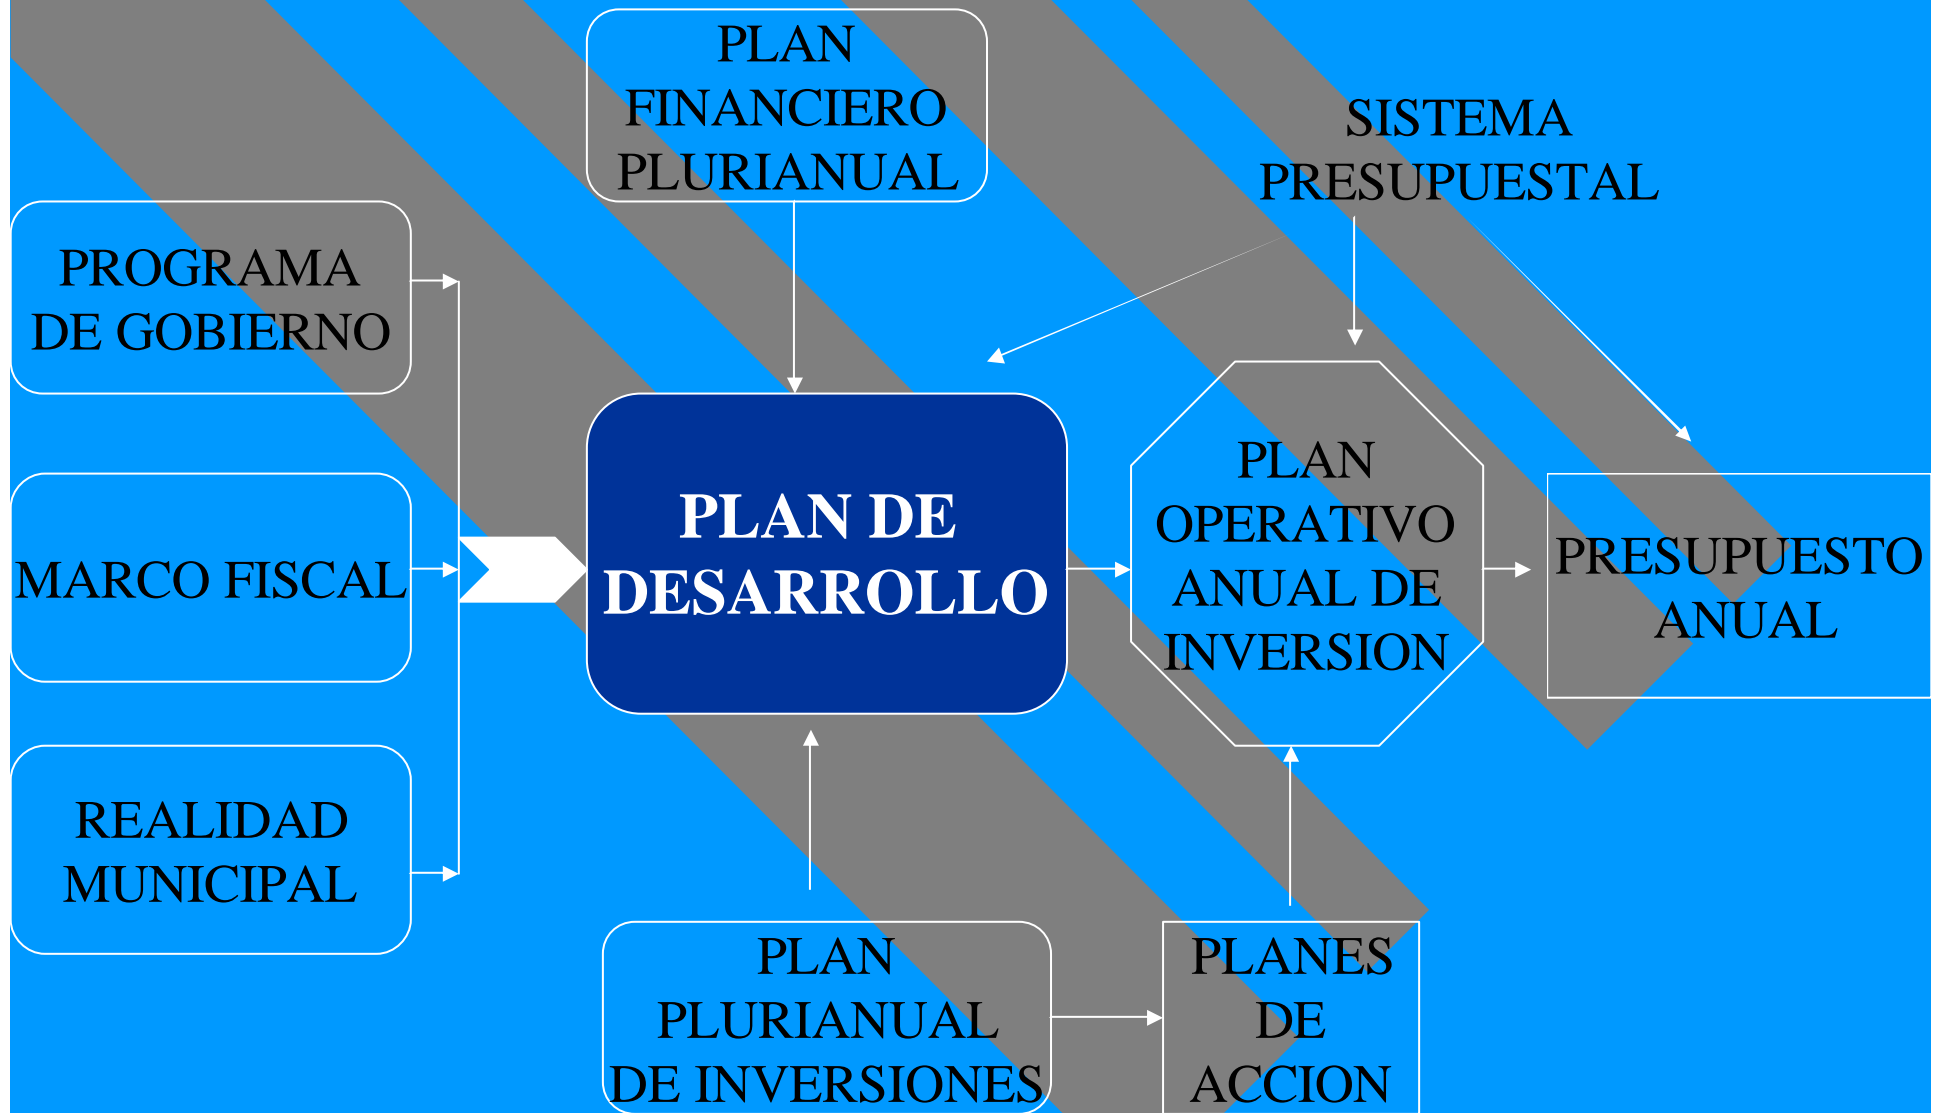 PLAN
FINANCIERO
PLURIANUAL
SISTEMA
PRESUPUESTAL
PROGRAMA
DE GOBIERNO
MARCO FISCAL
REALIDAD
MUNICIPAL
PLAN DE
DESARROLLO
PLAN
OPERATIVO
ANUAL DE
INVERSION
PRESUPUESTO
ANUAL
PLAN
PLURIANUAL
DE INVERSIONES
PLANES
DE
ACCION